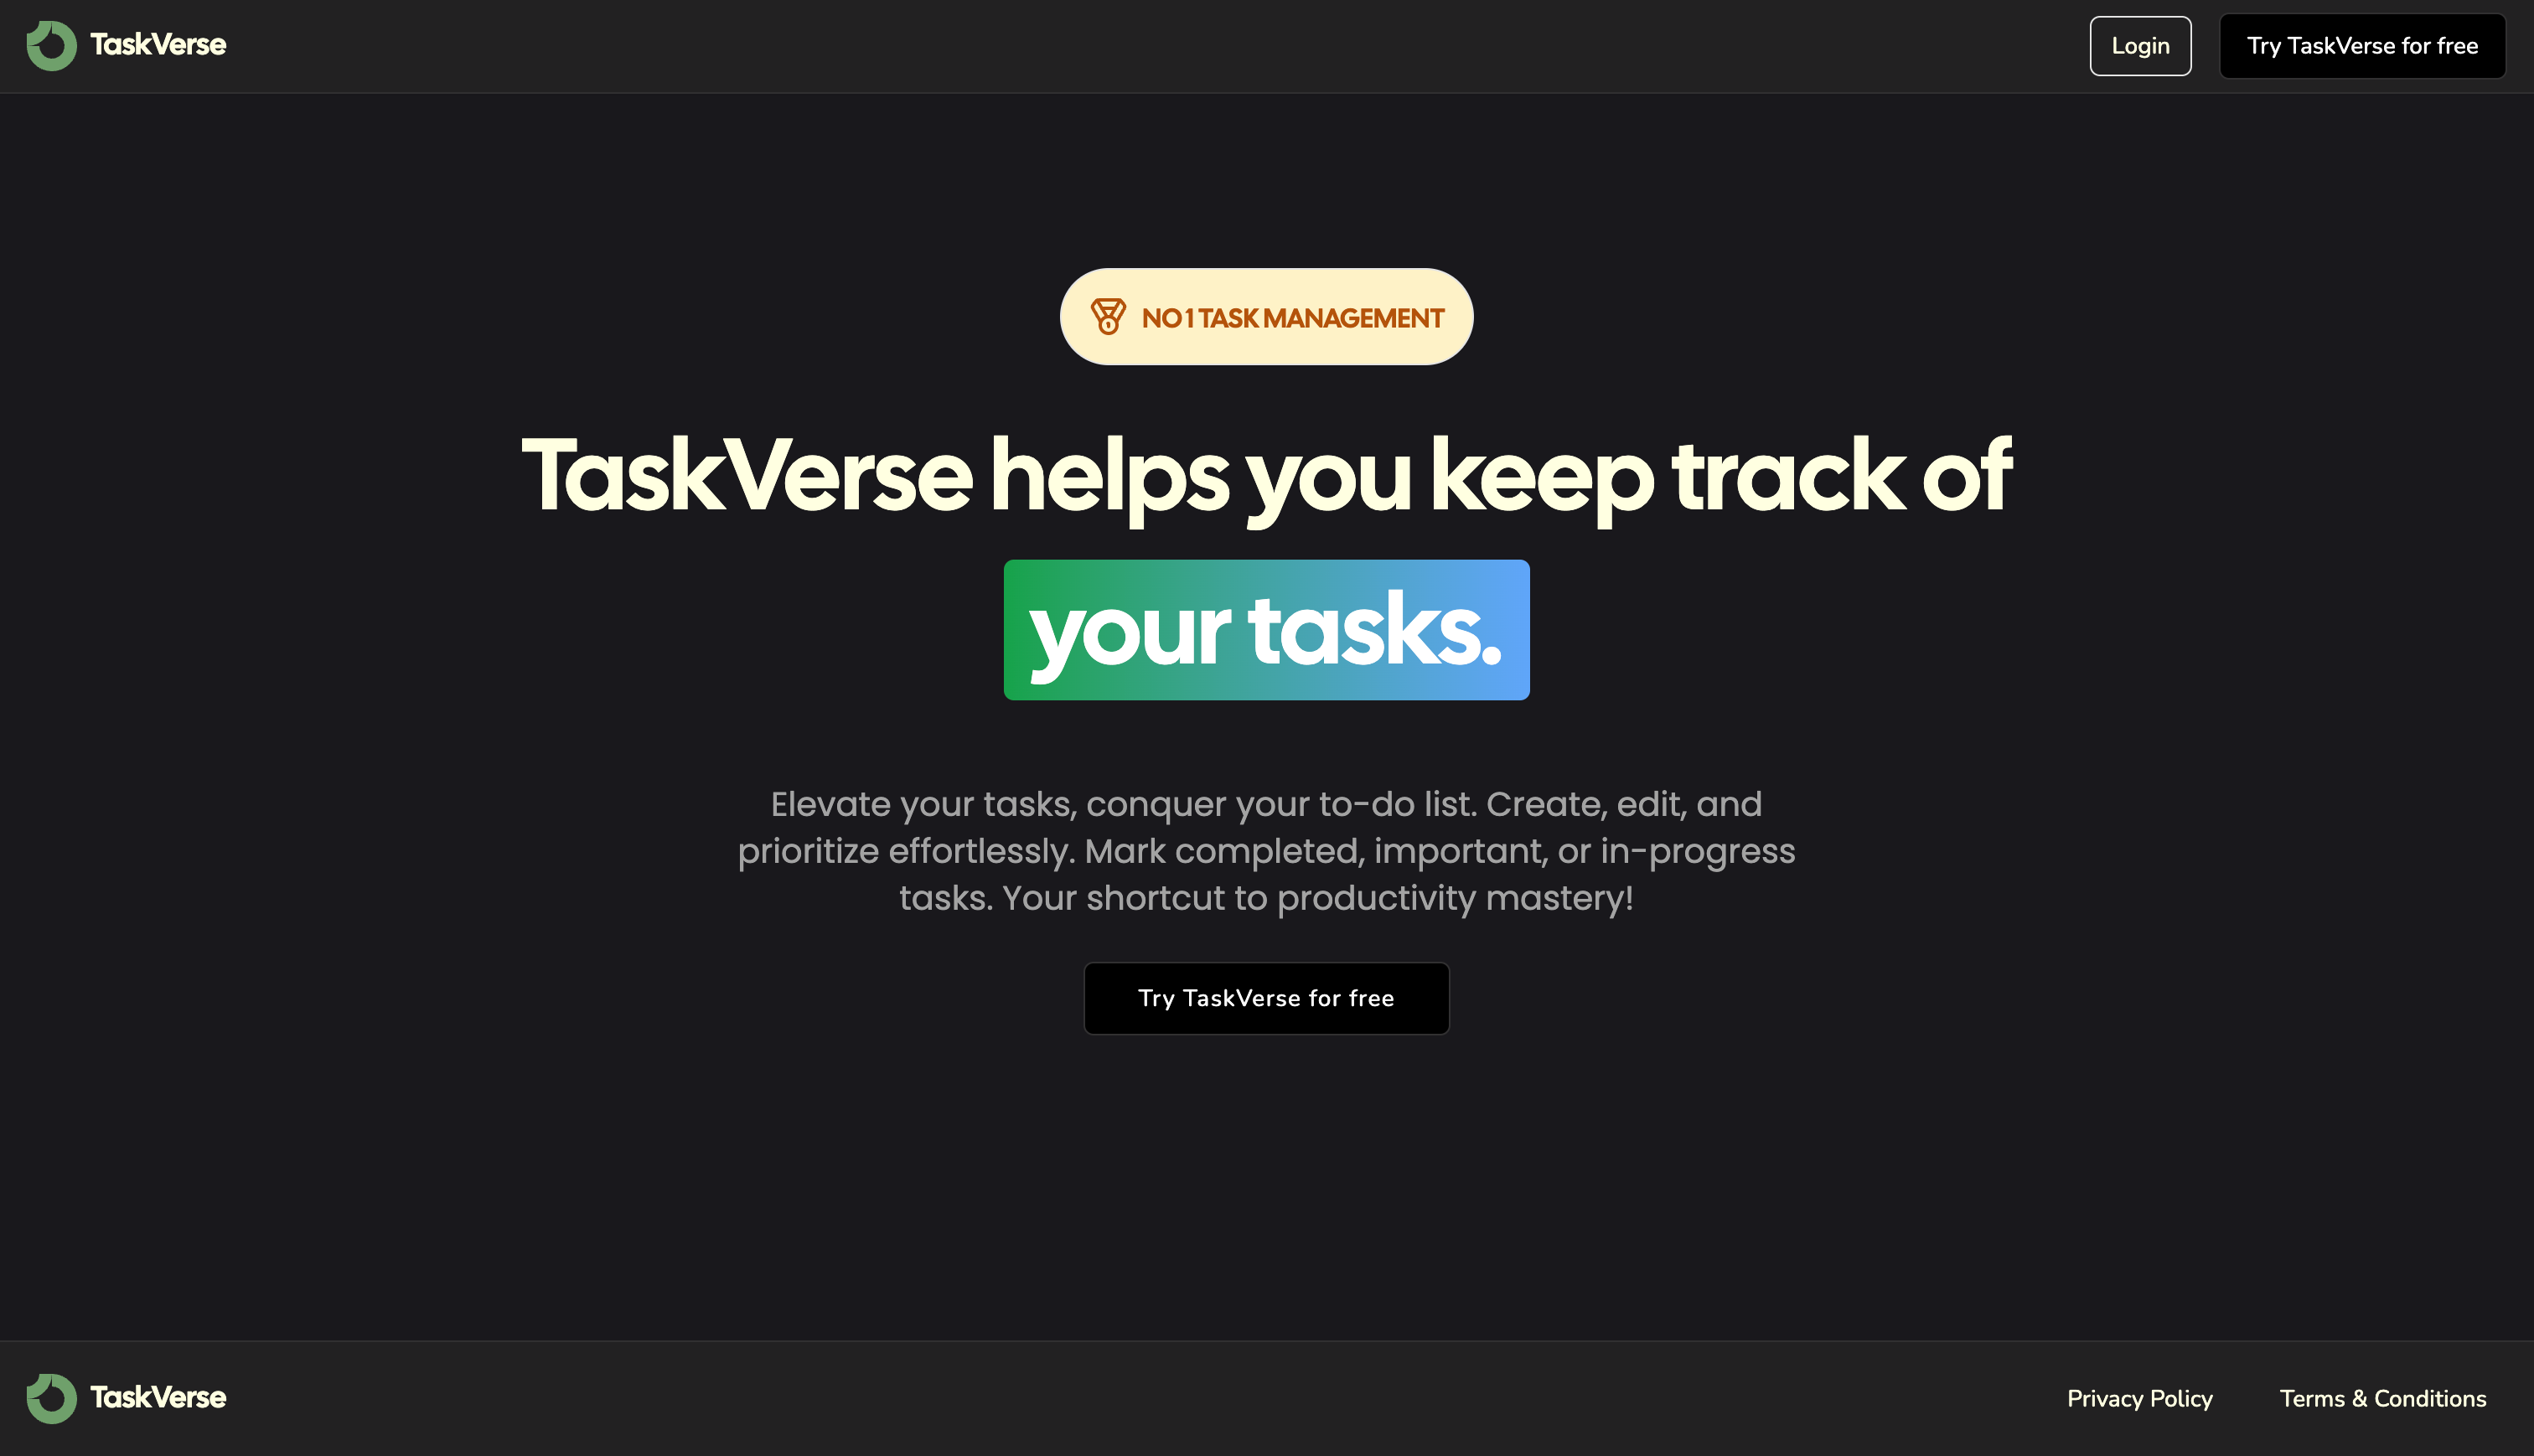 TaskVerse
Login
Try TaskVerse for free
NO 1 TASK MANAGEMENT
TaskVerse helps you keep track of
your tasks.
Elevate your tasks, conquer your to-do list. Create, edit, and
prioritize effortlessly. Mark completed, important, or in-progress
tasks. Your shortcut to productivity mastery!
Try TaskVerse for free
TaskVerse
Privacy Policy
Terms & Conditions